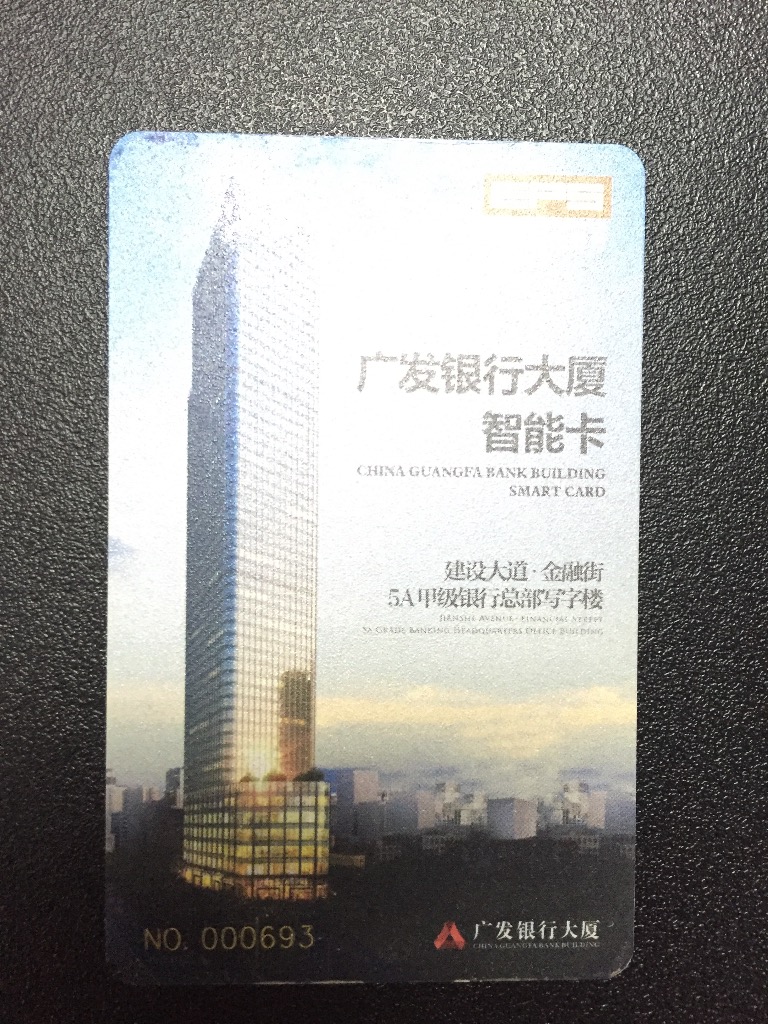 广发银行大厦
智能卡
CHINA GUANGFA BANK BUILDING
SMART CARD
建设大道·金融街
5A甲级银行总部写字楼
JIANSHE AVENUE·FINANCIAL STREET
5A GRADE BANKING HEADQUARTERS OFFICE BUILDING
NO. 000693
广发银行大厦
CHINA GUANGFA BANK BUILDING